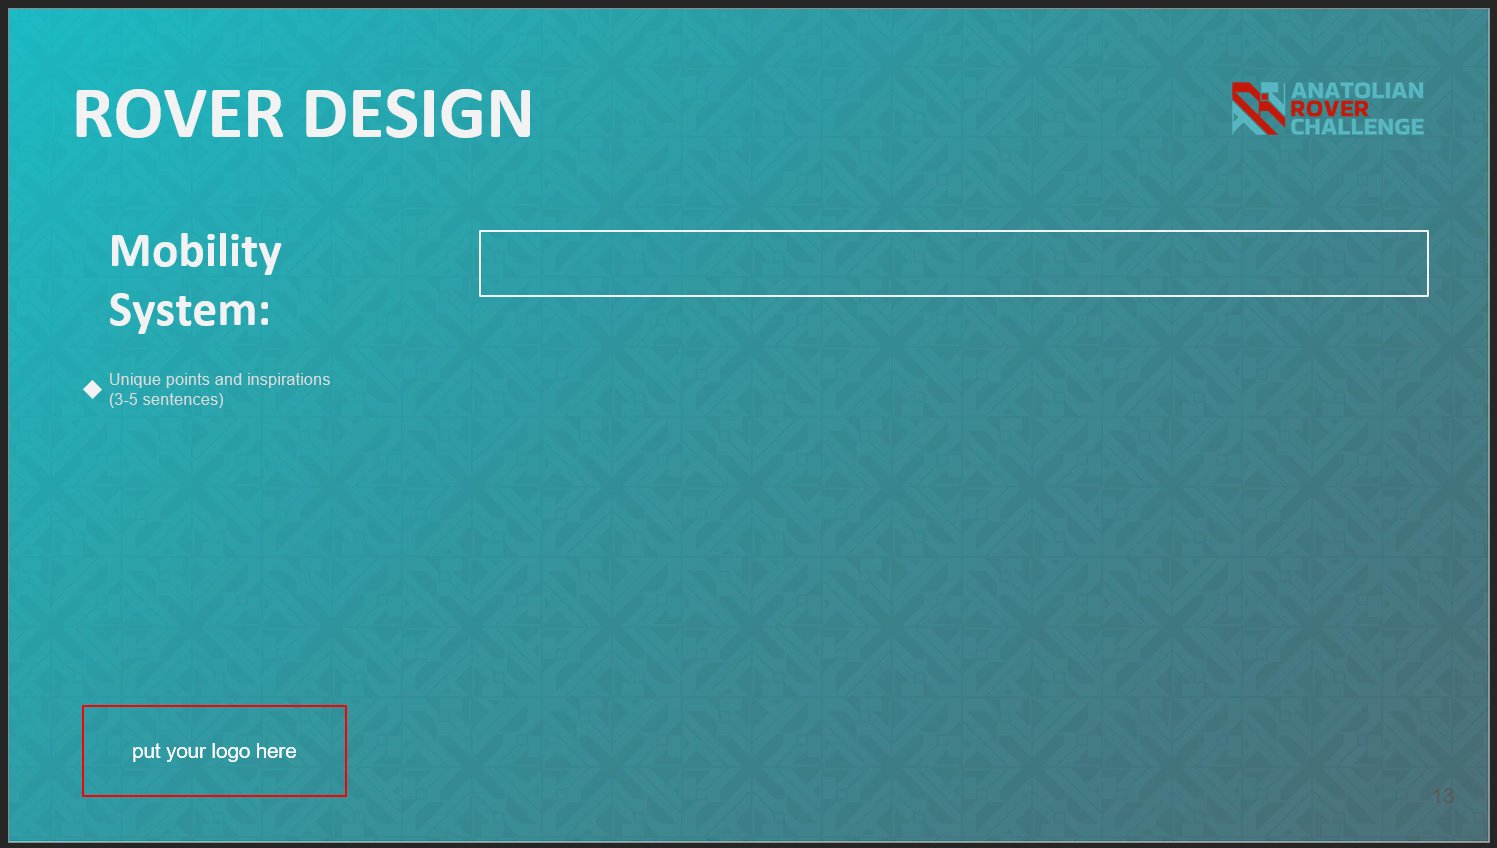 ROVER DESIGN
ANATOLIAN
ROVER
CHALLENGE
Mobility
System:
Unique points and inspirations
(3-5 sentences)
put your logo here
13